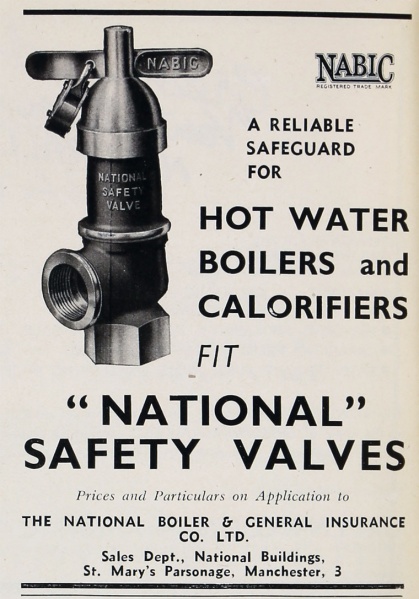 NABIC
NABIC
REGISTERED TRADE MARK
NATIONAL
SAFETY
VALVE
A RELIABLE
SAFEGUARD
FOR
HOT WATER
BOILERS and
CALORIFIERS
FIT
"NATIONAL"
SAFETY VALVES
Prices and Particulars on Application to
THE NATIONAL BOILER & GENERAL INSURANCE
CO. LTD.
Sales Dept., National Buildings,
St. Mary's Parsonage, Manchester, 3